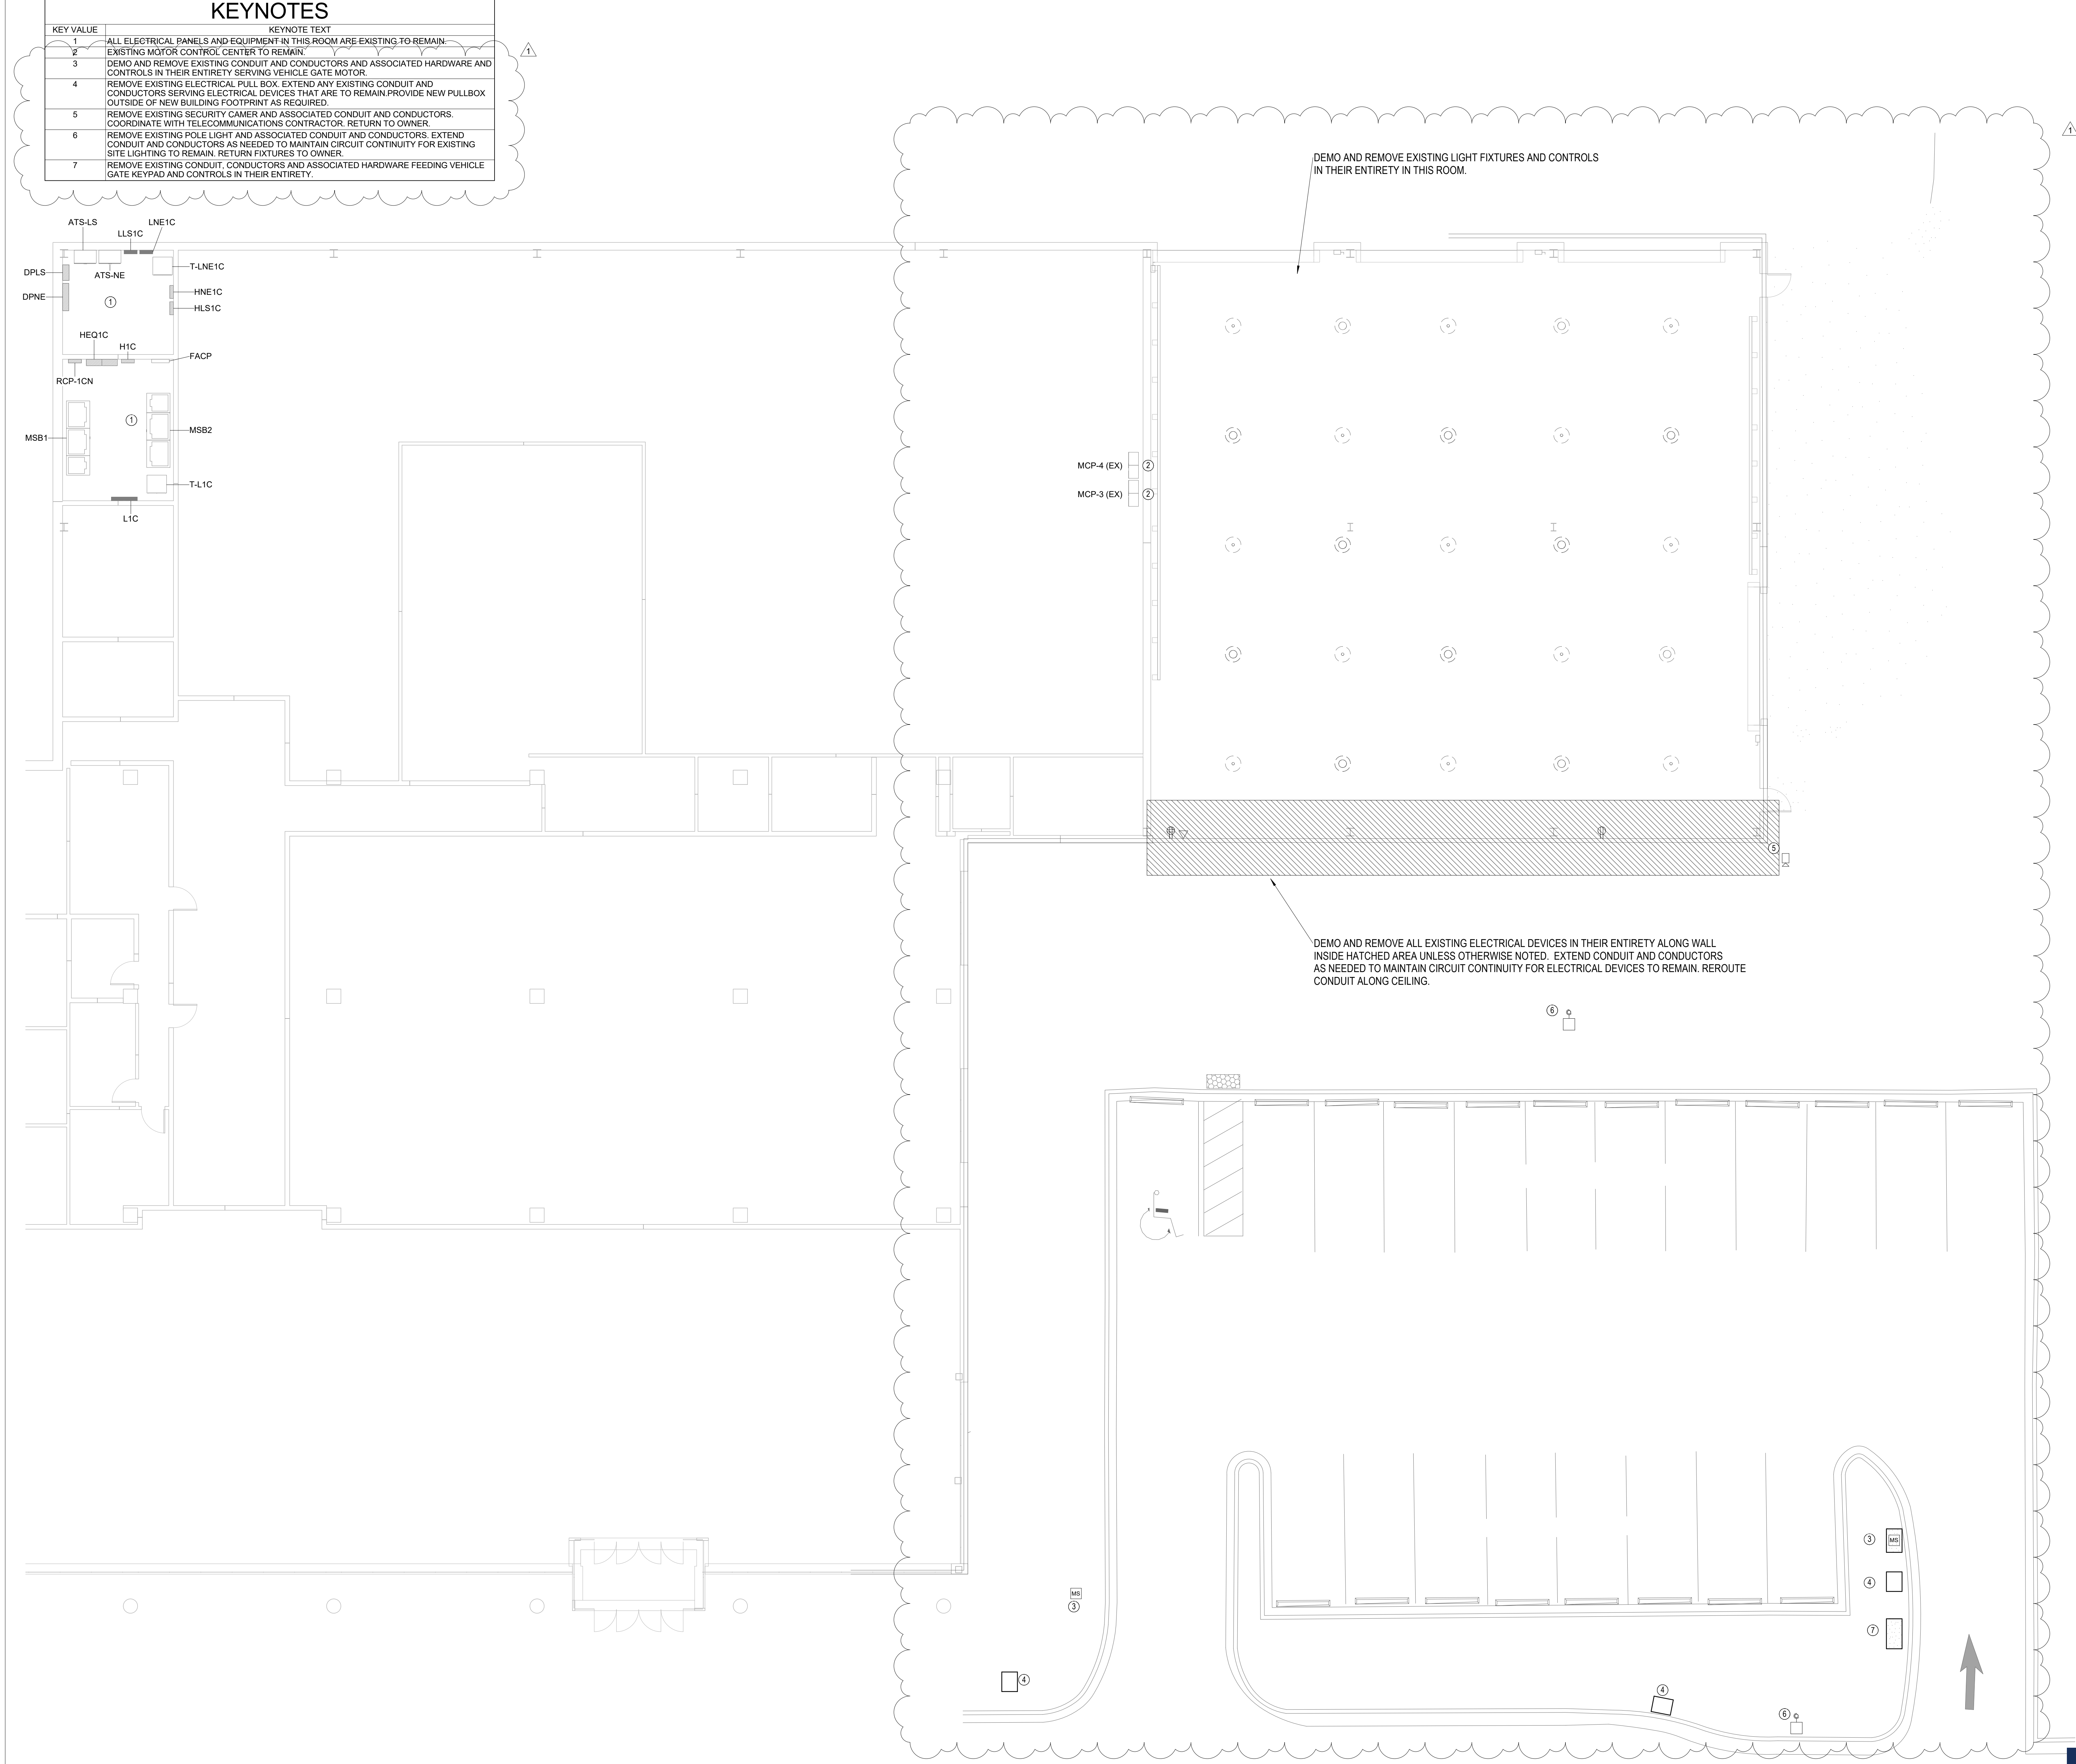 KEYNOTES
KEY VALUE KEYNOTE TEXT
1 ALL ELECTRICAL PANELS AND EQUIPMENT IN THIS ROOM ARE EXISTING TO REMAIN.
2 EXISTING MOTOR CONTROL CENTER TO REMAIN.
3 DEMO AND REMOVE EXISTING CONDUIT AND CONDUCTORS AND ASSOCIATED HARDWARE AND
CONTROLS IN THEIR ENTIRETY SERVING VEHICLE GATE MOTOR.
4 REMOVE EXISTING ELECTRICAL PULL BOX. EXTEND ANY EXISTING CONDUIT AND
CONDUCTORS SERVING ELECTRICAL DEVICES THAT ARE TO REMAIN.PROVIDE NEW PULLBOX
OUTSIDE OF NEW BUILDING FOOTPRINT AS REQUIRED.
5 REMOVE EXISTING SECURITY CAMER AND ASSOCIATED CONDUIT AND CONDUCTORS.
COORDINATE WITH TELECOMMUNICATIONS CONTRACTOR. RETURN TO OWNER.
6 REMOVE EXISTING POLE LIGHT AND ASSOCIATED CONDUIT AND CONDUCTORS. EXTEND
CONDUIT AND CONDUCTORS AS NEEDED TO MAINTAIN CIRCUIT CONTINUITY FOR EXISTING
SITE LIGHTING TO REMAIN. RETURN FIXTURES TO OWNER.
7 REMOVE EXISTING CONDUIT, CONDUCTORS AND ASSOCIATED HARDWARE FEEDING VEHICLE
GATE KEYPAD AND CONTROLS IN THEIR ENTIRETY.
1
1
DEMO AND REMOVE EXISTING LIGHT FIXTURES AND CONTROLS
IN THEIR ENTIRETY IN THIS ROOM.
ATS-LS
LLS1C
LNE1C
DPLS
ATS-NE
T-LNE1C
DPNE
1
HNE1C
HLS1C
HEQ1C
H1C
FACP
RCP-1CN
1
MSB1
MSB2
T-L1C
L1C
MCP-4 (EX) 2
MCP-3 (EX) 2
5
DEMO AND REMOVE ALL EXISTING ELECTRICAL DEVICES IN THEIR ENTIRETY ALONG WALL
INSIDE HATCHED AREA UNLESS OTHERWISE NOTED. EXTEND CONDUIT AND CONDUCTORS
AS NEEDED TO MAINTAIN CIRCUIT CONTINUITY FOR ELECTRICAL DEVICES TO REMAIN. REROUTE
CONDUIT ALONG CEILING.
6
3 MS
4
MS
3
7
4
4
6